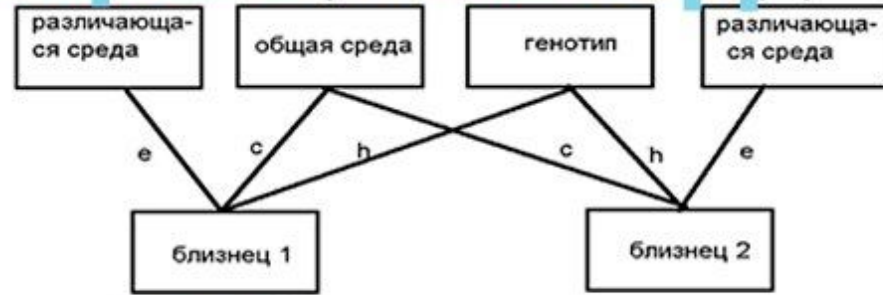 различающа-
ся среда
общая среда
генотип
различающа-
ся среда
e
c
h
c
h
e
близнец 1
близнец 2